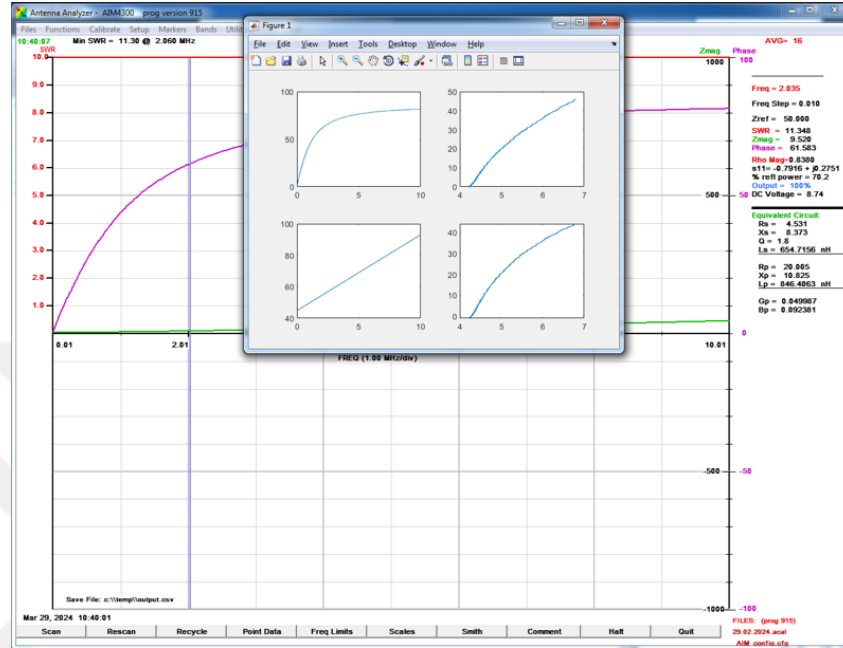 Antenna Analyzer - AIM4300 prog version 915
Files Functions Calibrate Setup Markers Bands Utili
10:40:07 Min SWR = 11.30 @ 2.060 MHz
SWR
10.0
9.0
8.0
7.0
6.0
5.0
4.0
3.0
2.0
1.0
Figure 1
File Edit View Insert Tools Desktop Window Help
100
50
0
0 5 10
50
40
30
20
10
0
4 5 6 7
100
80
60
40
0 5 10
40
30
20
10
0
4 5 6 7
0.01 2.01 10.01
FREQ (1.00 MHz/div)
Zmag Phase
1000 100
500 50
0
-500 -50
-1000 -100
AVG= 16
Freq = 2.035
Freq Step = 0.010
Zref = 50.000
SWR = 11.348
Zmag = 9.520
Phase = 61.583
Rho Mag=0.8380
s11= -0.7916 + j0.2751
% refl power = 70.2
Output = 100%
DC Voltage = 8.74
Equivalent Circuit:
Rs = 4.531
Xs = 8.373
Q = 1.8
Ls = 654.7156 nH
Rp = 20.005
Xp = 10.825
Lp = 846.4063 nH
Gp = 0.049987
Bp = 0.092381
Save File: c:\\temp\\output.csv
Mar 29, 2024 10:40:01
Scan Rescan Recycle Point Data Freq Limits Scales Smith Comment Halt Quit
FILES: (prog 915)
29.02.2024.acal
AIM_config.cfg